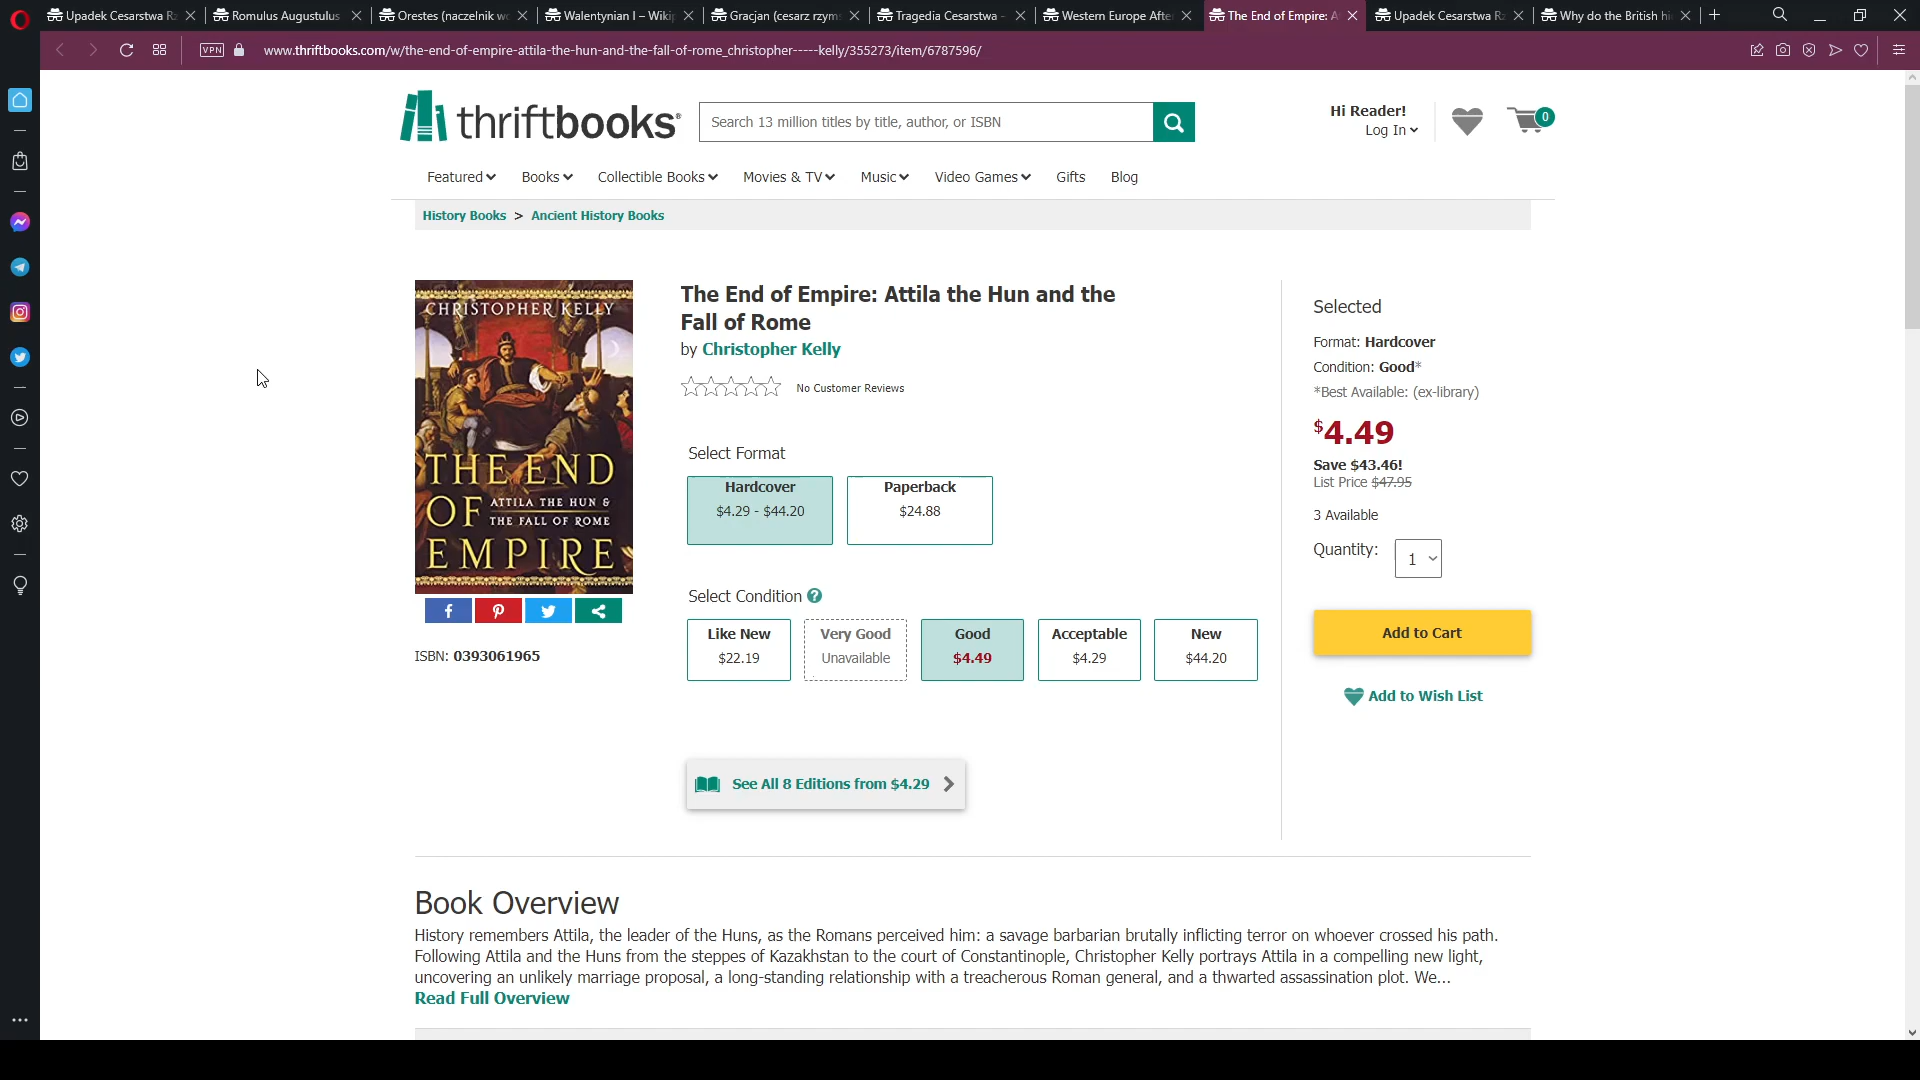 Upadek Cesarstwa Rz
Romulus Augustulus
Orestes (naczelnik wo
Walentynian I – Wikip
Gracjan (cesarz rzyms
Tragedia Cesarstwa -
Western Europe Afte
The End of Empire: A
Upadek Cesarstwa Rz
Why do the British hi
VPN
www.thriftbooks.com/w/the-end-of-empire-attila-the-hun-and-the-fall-of-rome_christopher-----kelly/355273/item/6787596/
thriftbooks®
Search 13 million titles by title, author, or ISBN
Hi Reader!
Log In
0
Featured
Books
Collectible Books
Movies & TV
Music
Video Games
Gifts
Blog
History Books > Ancient History Books
CHRISTOPHER KELLY
THE END
OF
ATTILA THE HUN &
THE FALL OF ROME
EMPIRE
ISBN: 0393061965
The End of Empire: Attila the Hun and the
Fall of Rome
by Christopher Kelly
No Customer Reviews
Select Format
Hardcover
$4.29 - $44.20
Paperback
$24.88
Select Condition ?
Like New
$22.19
Very Good
Unavailable
Good
$4.49
Acceptable
$4.29
New
$44.20
See All 8 Editions from $4.29
Selected
Format: Hardcover
Condition: Good*
*Best Available: (ex-library)
$4.49
Save $43.46!
List Price $47.95
3 Available
Quantity: 1
Add to Cart
Add to Wish List
Book Overview
History remembers Attila, the leader of the Huns, as the Romans perceived him: a savage barbarian brutally inflicting terror on whoever crossed his path.
Following Attila and the Huns from the steppes of Kazakhstan to the court of Constantinople, Christopher Kelly portrays Attila in a compelling new light,
uncovering an unlikely marriage proposal, a long-standing relationship with a treacherous Roman general, and a thwarted assassination plot. We...
Read Full Overview